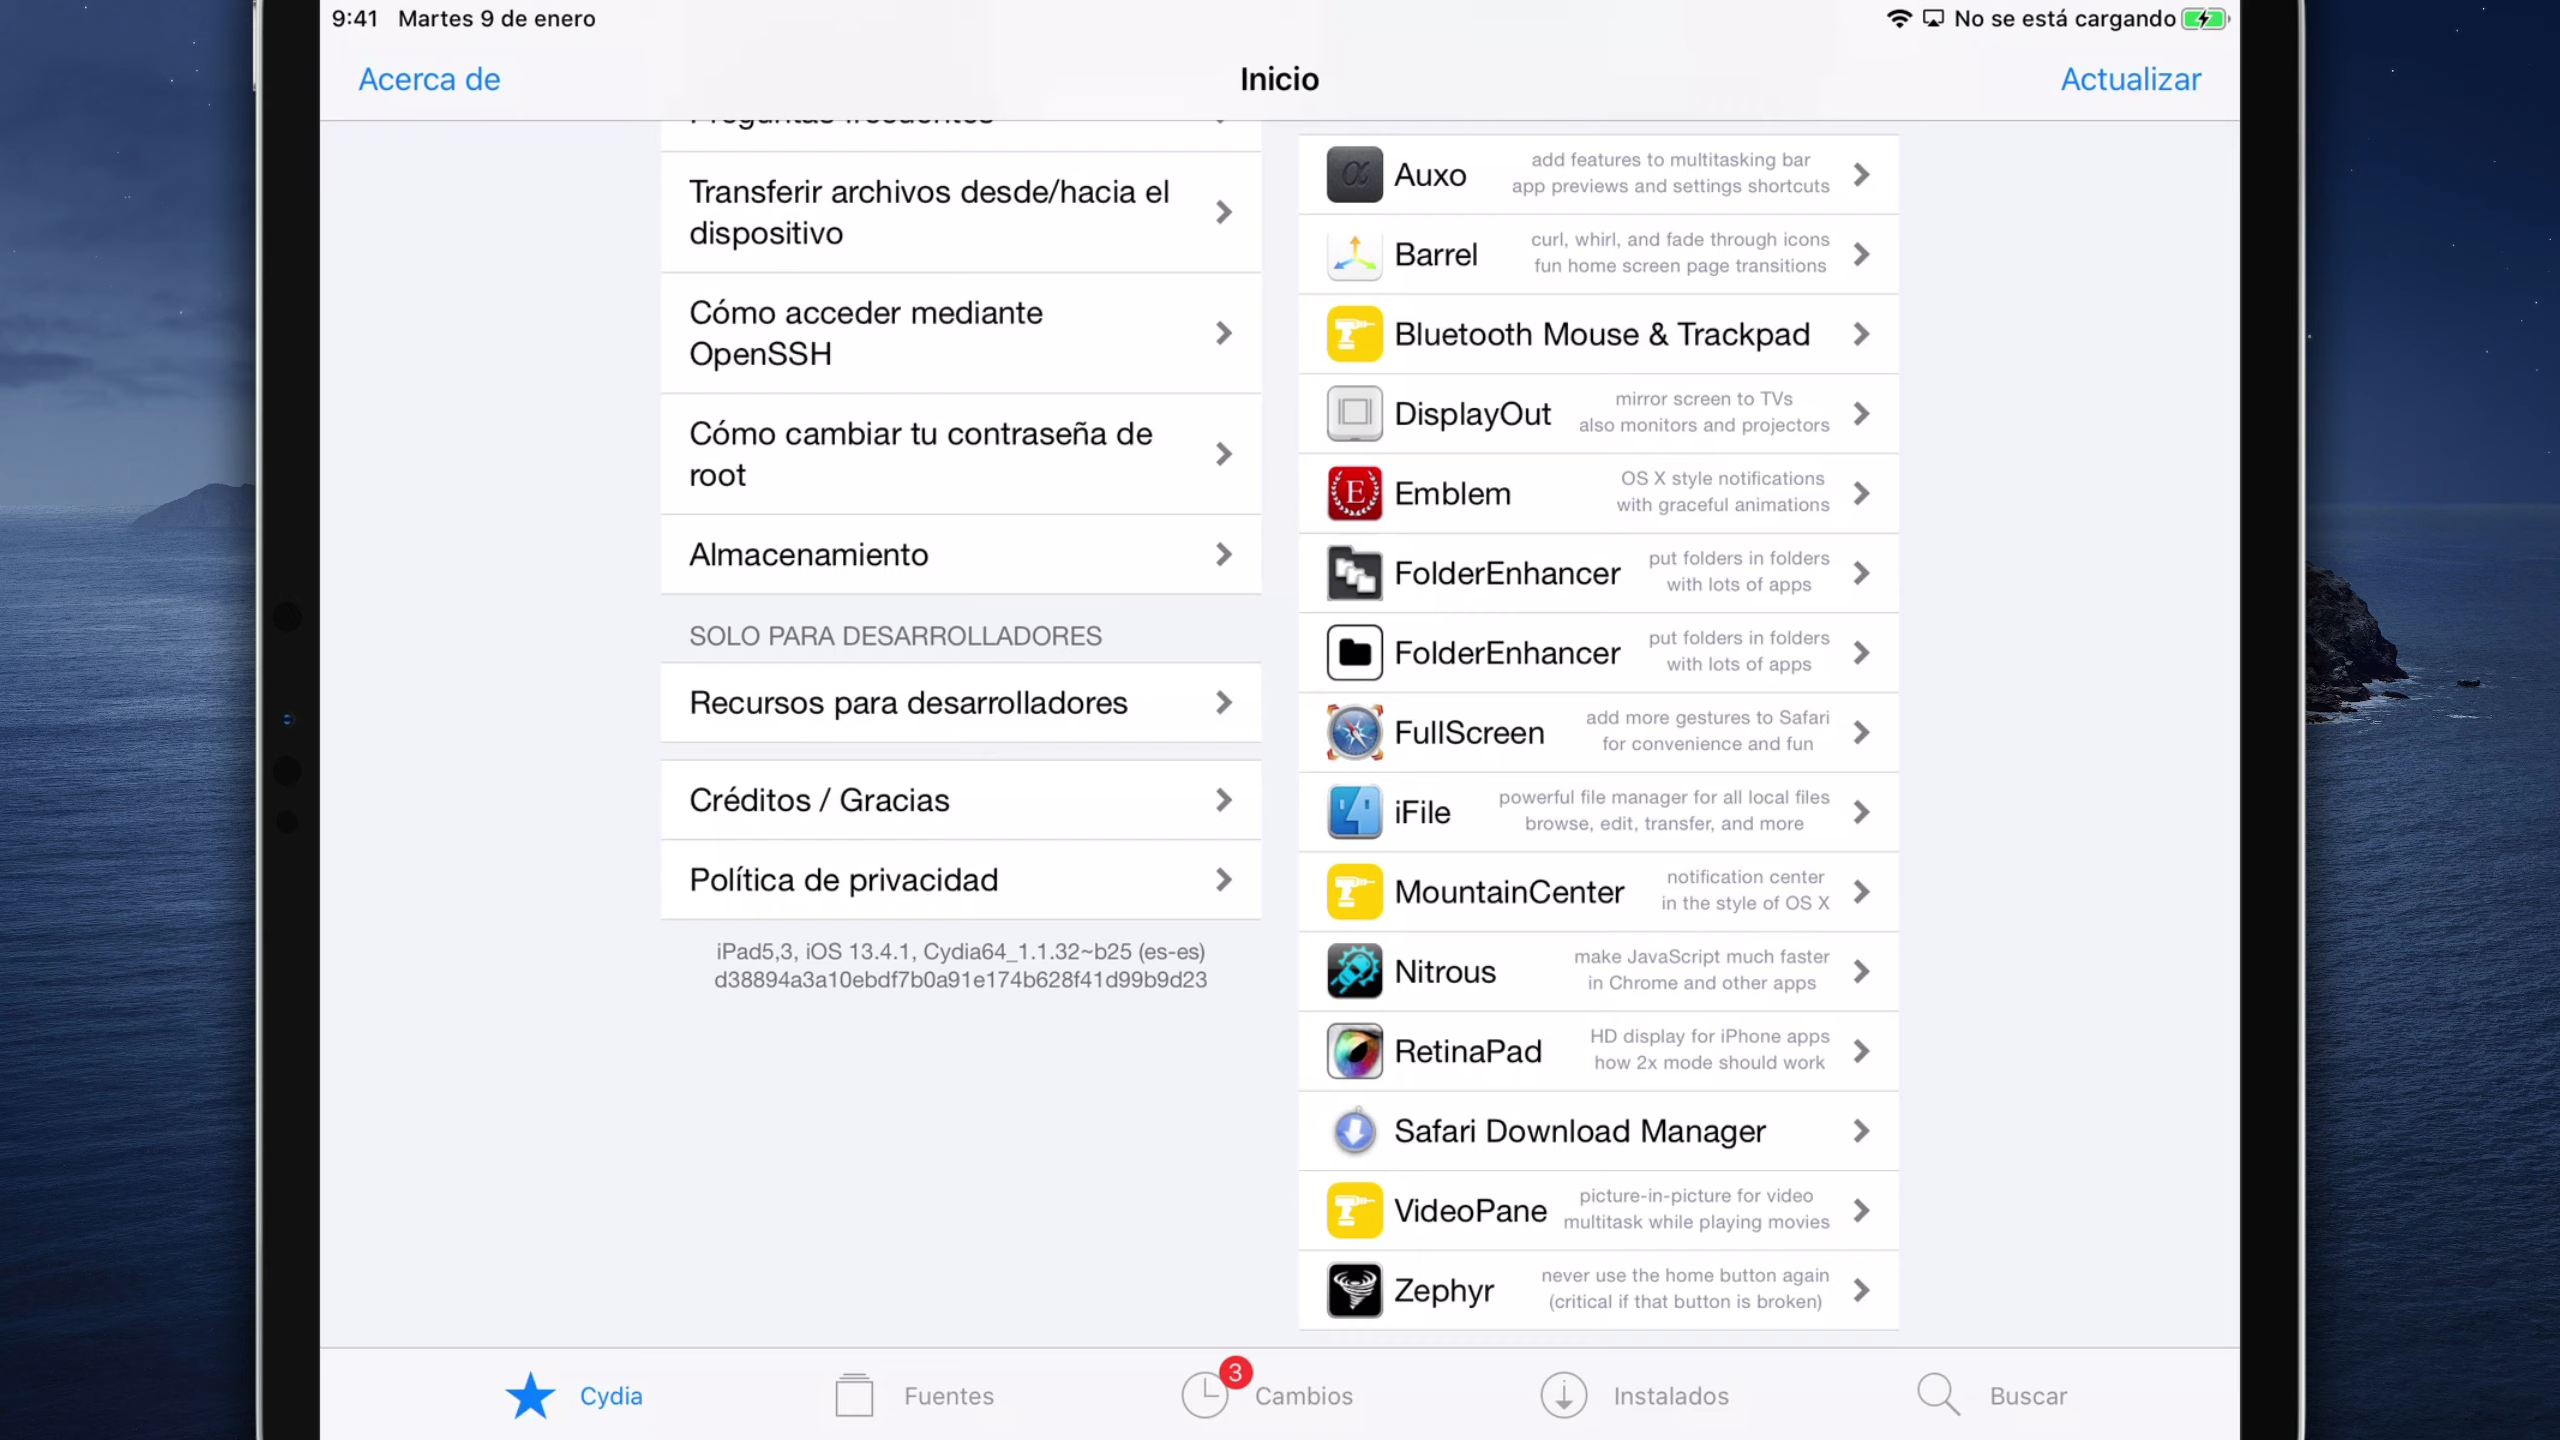 9:41 Martes 9 de enero
No se está cargando
Acerca de
Inicio
Actualizar
Preguntas frecuentes
Transferir archivos desde/hacia el
dispositivo
Cómo acceder mediante
OpenSSH
Cómo cambiar tu contraseña de
root
Almacenamiento
SOLO PARA DESARROLLADORES
Recursos para desarrolladores
Créditos / Gracias
Política de privacidad
iPad5,3, iOS 13.4.1, Cydia64_1.1.32~b25 (es-es)
d38894a3a10ebdf7b0a91e174b628f41d99b9d23
α
Auxo
add features to multitasking bar
app previews and settings shortcuts
Barrel
curl, whirl, and fade through icons
fun home screen page transitions
Bluetooth Mouse & Trackpad
DisplayOut
mirror screen to TVs
also monitors and projectors
E
Emblem
OS X style notifications
with graceful animations
FolderEnhancer
put folders in folders
with lots of apps
FolderEnhancer
put folders in folders
with lots of apps
FullScreen
add more gestures to Safari
for convenience and fun
iFile
powerful file manager for all local files
browse, edit, transfer, and more
MountainCenter
notification center
in the style of OS X
Nitrous
make JavaScript much faster
in Chrome and other apps
RetinaPad
HD display for iPhone apps
how 2x mode should work
Safari Download Manager
VideoPane
picture-in-picture for video
multitask while playing movies
Zephyr
never use the home button again
(critical if that button is broken)
Cydia
Fuentes
3
Cambios
Instalados
Buscar